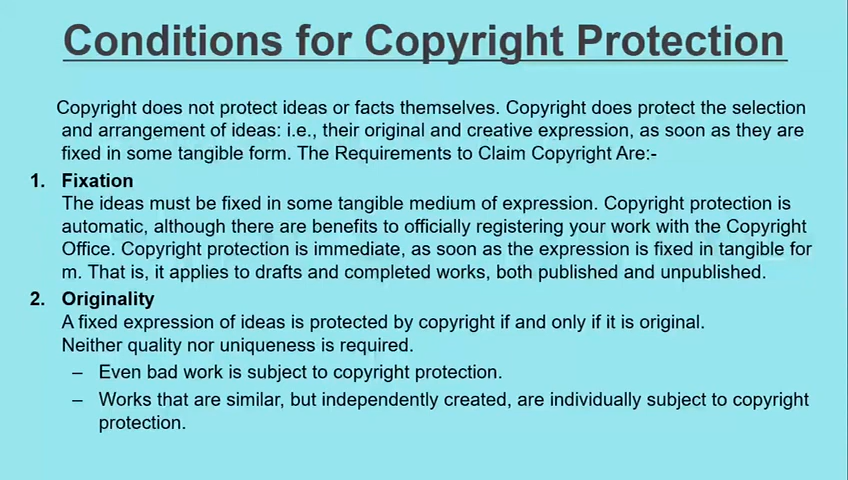 Conditions for Copyright Protection
Copyright does not protect ideas or facts themselves. Copyright does protect the selection
and arrangement of ideas: i.e., their original and creative expression, as soon as they are
fixed in some tangible form. The Requirements to Claim Copyright Are:-
1. Fixation
The ideas must be fixed in some tangible medium of expression. Copyright protection is
automatic, although there are benefits to officially registering your work with the Copyright
Office. Copyright protection is immediate, as soon as the expression is fixed in tangible for
m. That is, it applies to drafts and completed works, both published and unpublished.
2. Originality
A fixed expression of ideas is protected by copyright if and only if it is original.
Neither quality nor uniqueness is required.
– Even bad work is subject to copyright protection.
– Works that are similar, but independently created, are individually subject to copyright
protection.